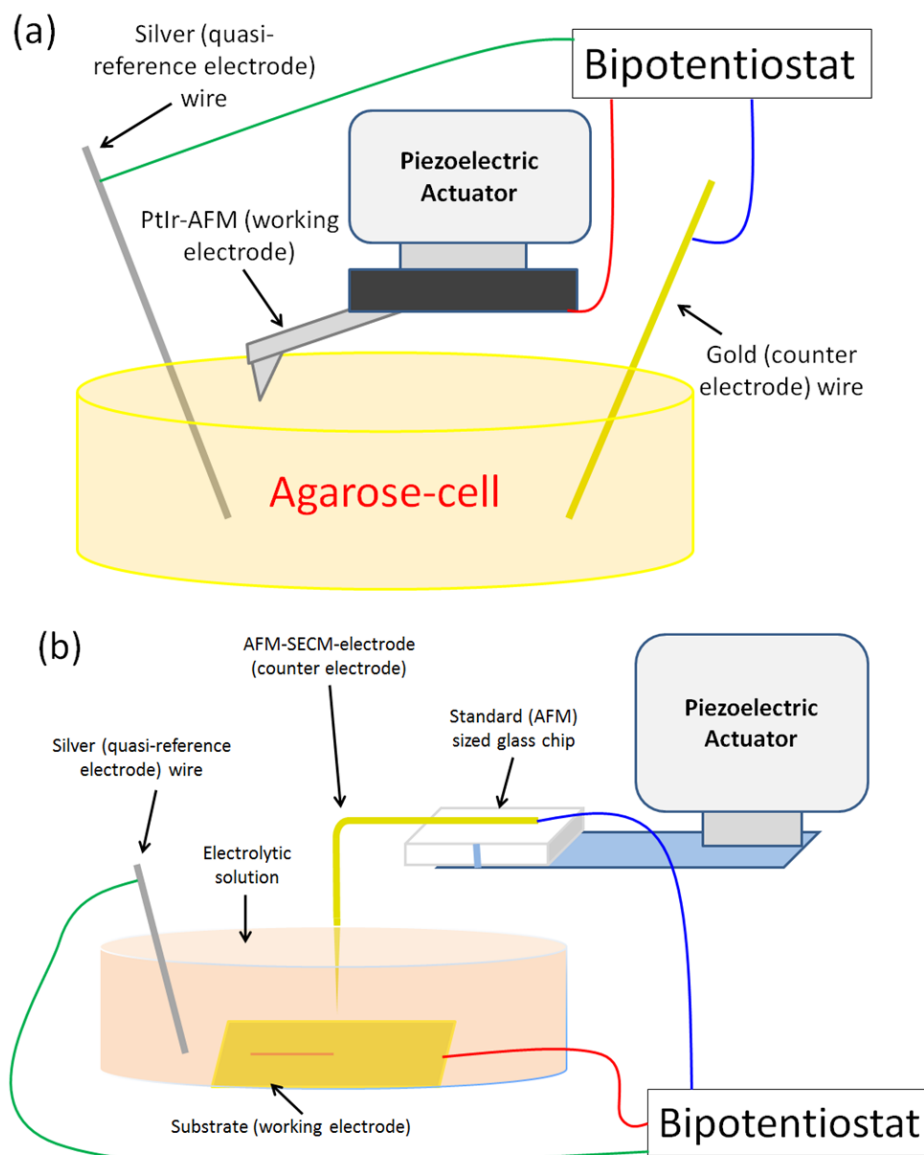 (a)
Silver (quasi-
reference electrode)
wire
Bipotentiostat
Piezoelectric
Actuator
PtIr-AFM (working
electrode)
Gold (counter
electrode) wire
Agarose-cell
(b)
AFM-SECM-electrode
(counter electrode)
Standard (AFM)
sized glass chip
Piezoelectric
Actuator
Silver (quasi-reference
electrode) wire
Electrolytic
solution
Substrate (working electrode)
Bipotentiostat